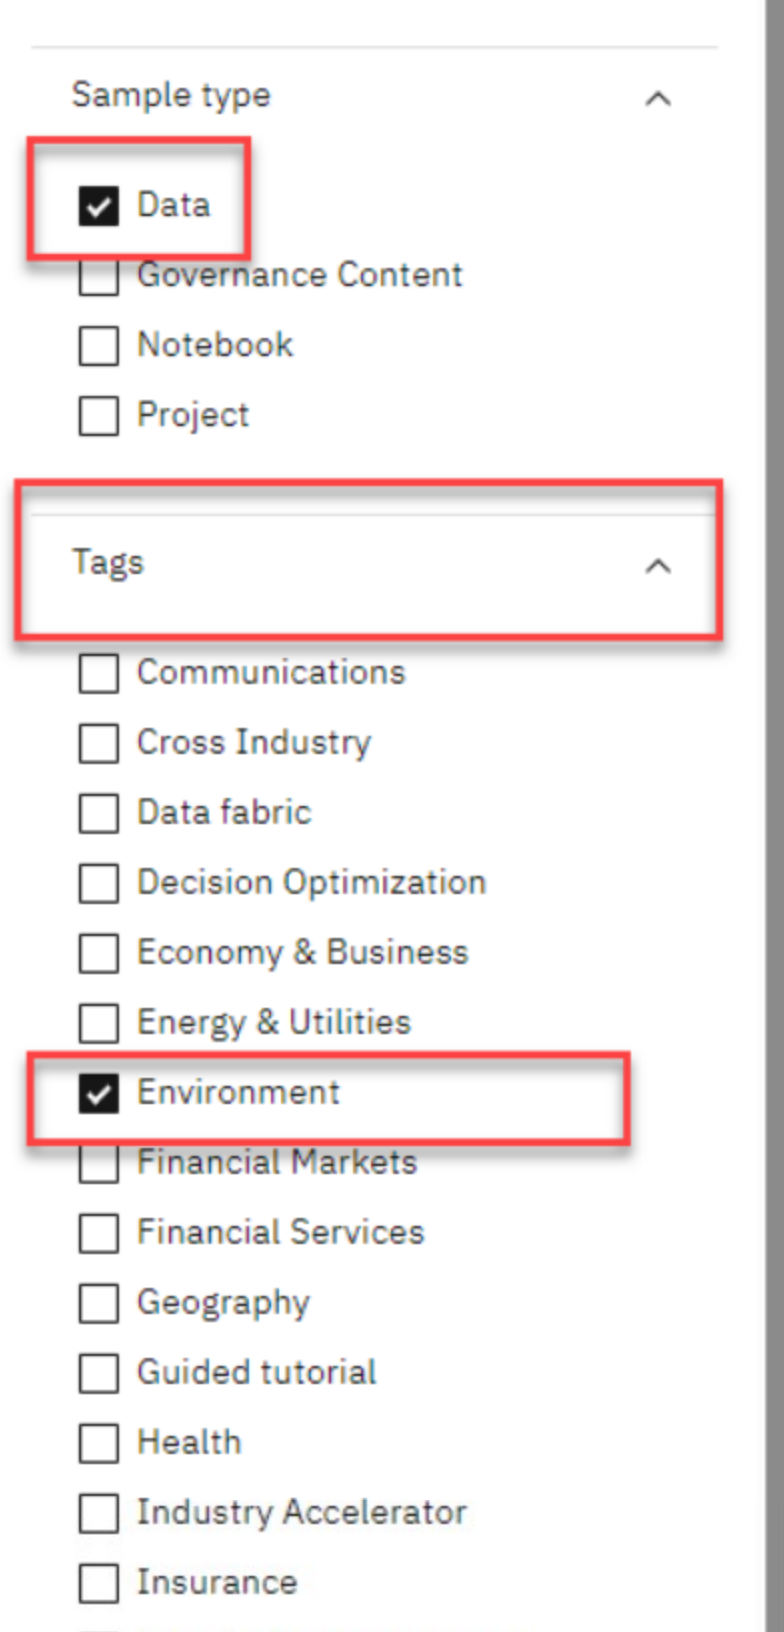 Sample type
Data
Governance Content
Notebook
Project
Tags
Communications
Cross Industry
Data fabric
Decision Optimization
Economy & Business
Energy & Utilities
Environment
Financial Markets
Financial Services
Geography
Guided tutorial
Health
Industry Accelerator
Insurance